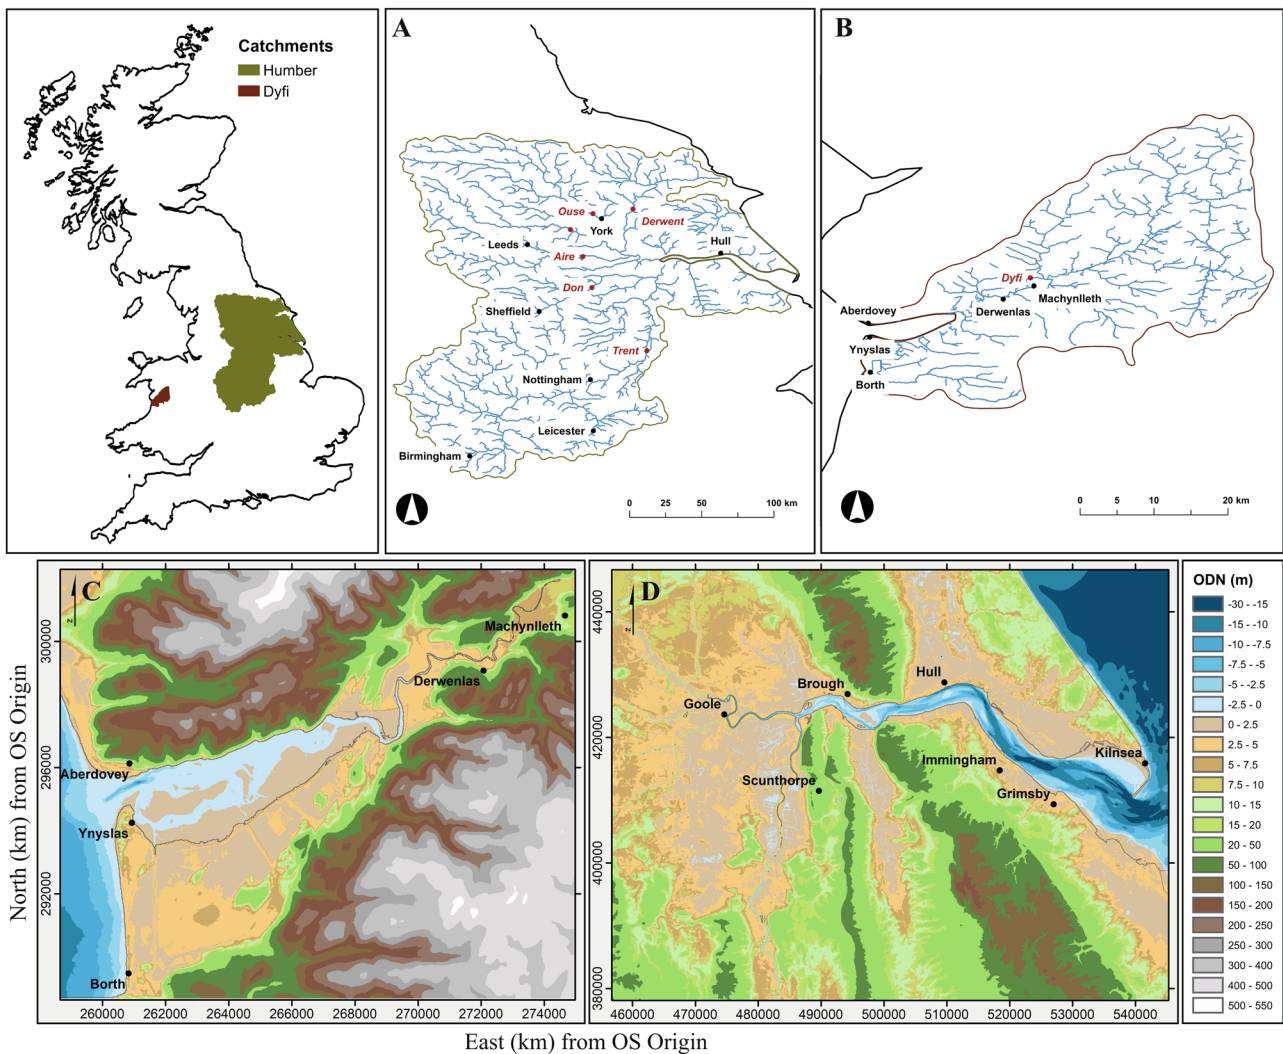 Catchments
Humber
Dyfi
A
Ouse
York
Derwent
Leeds
Hull
Aire
Don
Sheffield
Trent
Nottingham
Leicester
Birmingham
0 25 50 100 km
B
Dyfi
Machynlleth
Derwenlas
Aberdovey
Ynyslas
Borth
0 5 10 20 km
C
z
Machynlleth
Derwenlas
Aberdovey
Ynyslas
Borth
300000
296000
292000
260000 262000 264000 266000 268000 270000 272000 274000
North (km) from OS Origin
D
z
Hull
Brough
Goole
Kilnsea
Immingham
Scunthorpe
Grimsby
440000
420000
400000
380000
460000 470000 480000 490000 500000 510000 520000 530000 540000
East (km) from OS Origin
ODN (m)
-30 - -15
-15 - -10
-10 - -7.5
-7.5 - -5
-5 - -2.5
-2.5 - 0
0 - 2.5
2.5 - 5
5 - 7.5
7.5 - 10
10 - 15
15 - 20
20 - 50
50 - 100
100 - 150
150 - 200
200 - 250
250 - 300
300 - 400
400 - 500
500 - 550